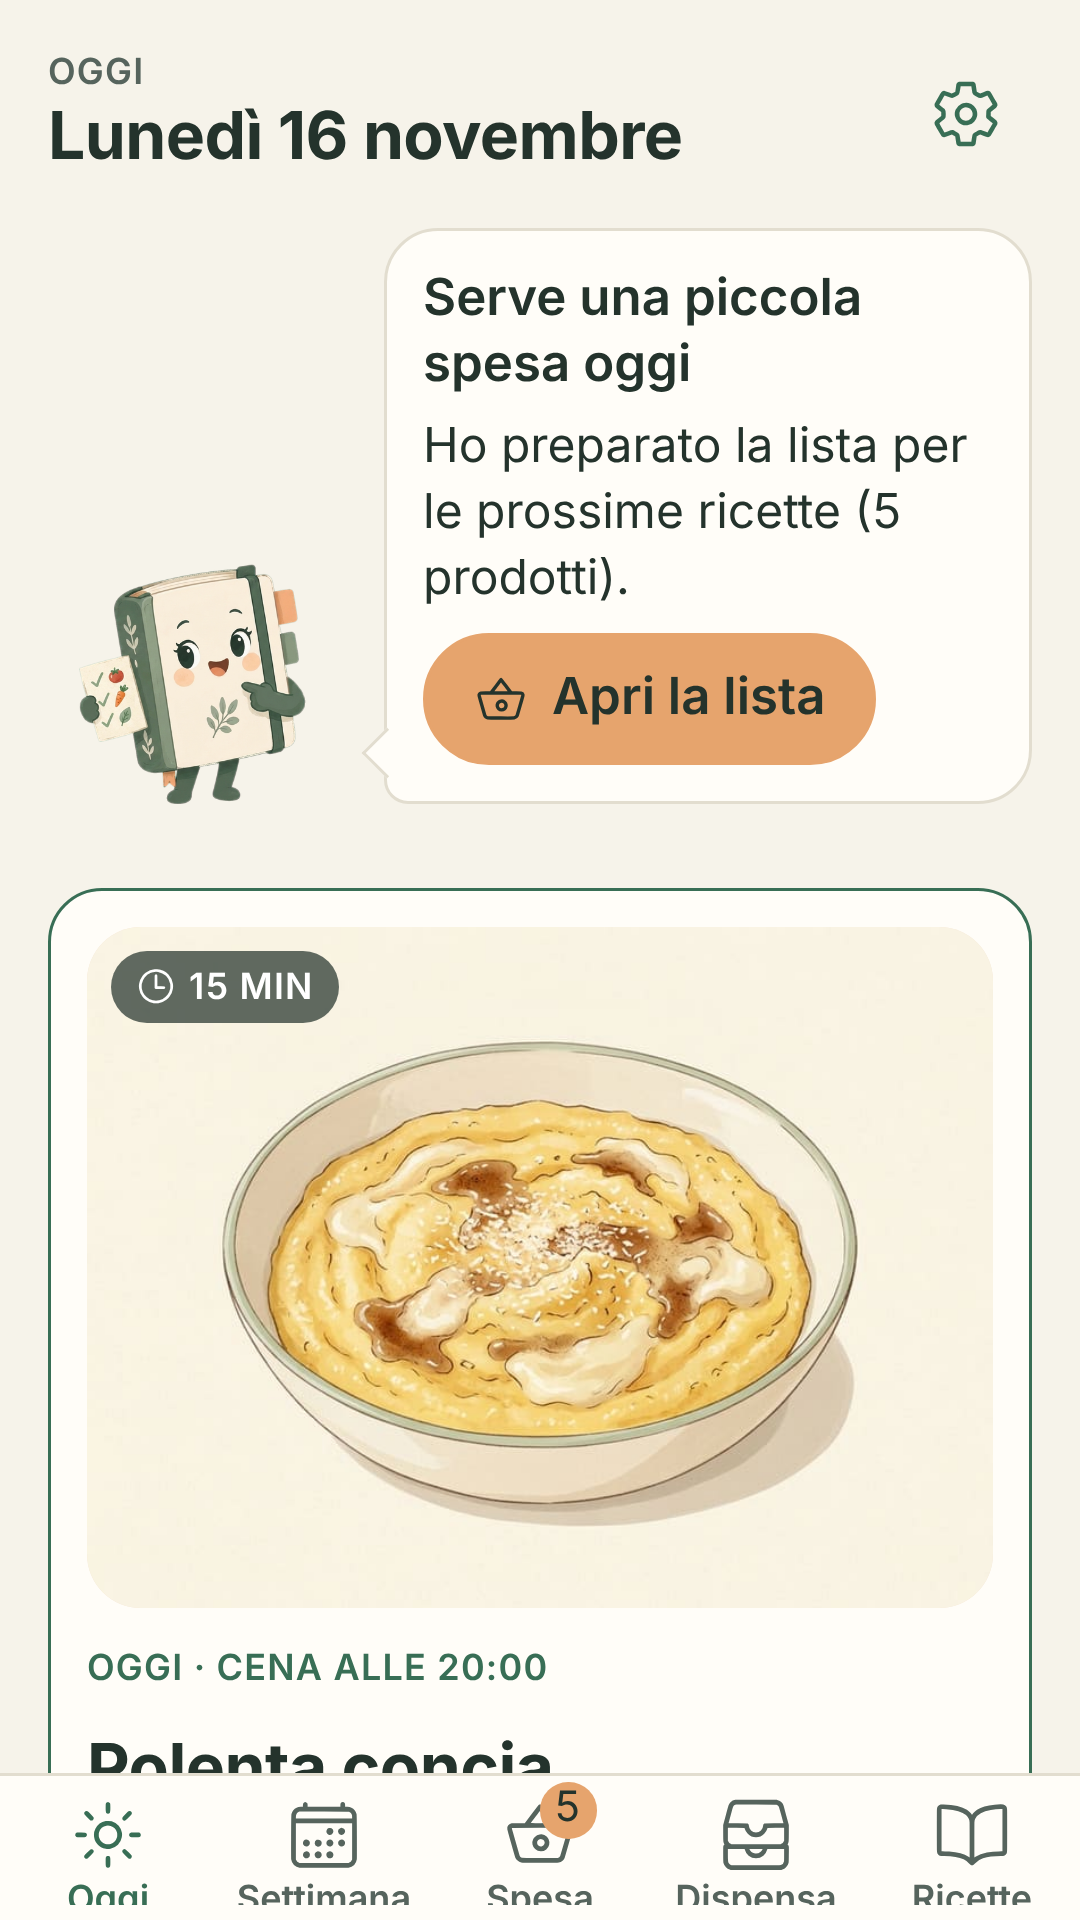 OGGI
Lunedì 16 novembre
Serve una piccola
spesa oggi
Ho preparato la lista per
le prossime ricette (5
prodotti).
Apri la lista
15 MIN
OGGI · CENA ALLE 20:00
Polenta concia
5
Oggi
Settimana
Spesa
Dispensa
Ricette